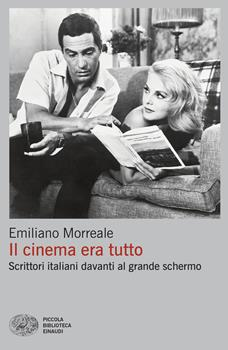 Emiliano Morreale
Il cinema era tutto
Scrittori italiani davanti al grande schermo
PICCOLA
BIBLIOTECA
EINAUDI